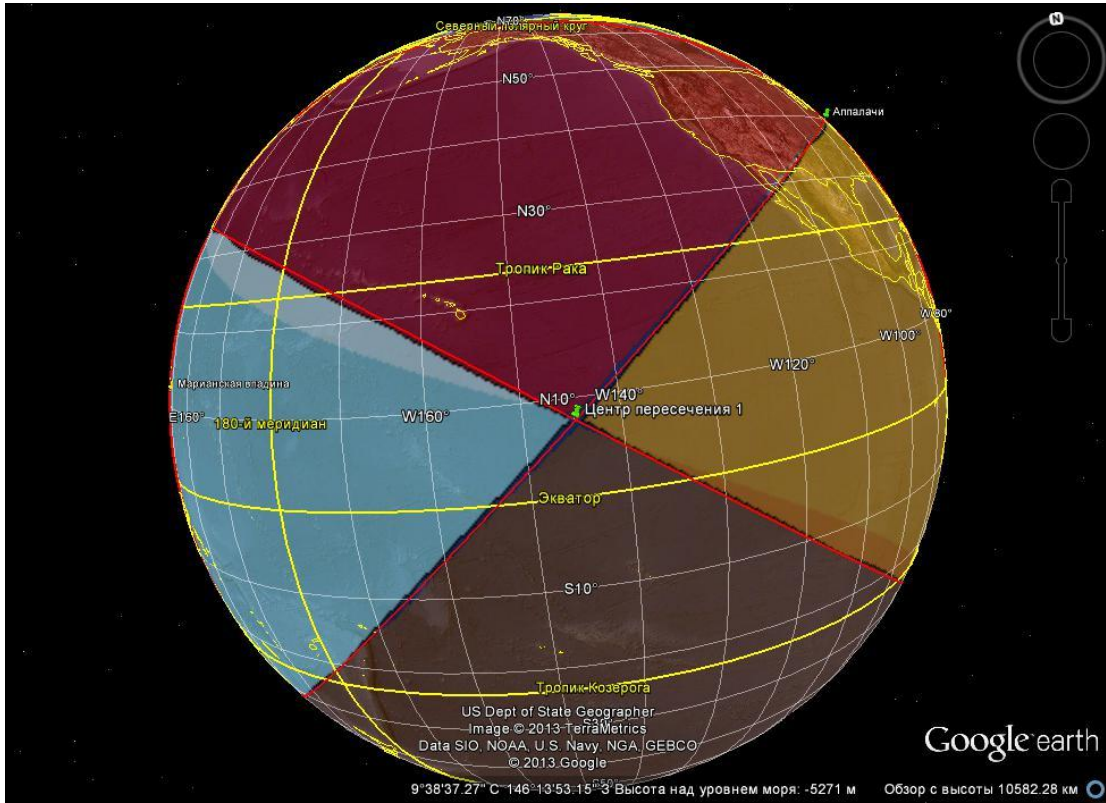 N70°
Северный полярный круг
N
N50°
Аппалачи
N30°
Тропик Рака
W 80°
W100°
W120°
Марианская впадина
N10°
W140°
E160°
W160°
Центр пересечения 1
180-й меридиан
Экватор
S10°
Тропик Козерога
US Dept of State Geographer
S30°
Image © 2013 TerraMetrics
Data SIO, NOAA, U.S. Navy, NGA, GEBCO
© 2013 Google
Google earth
S50°
9°38'37.27" С 146°13'53.15" З Высота над уровнем моря: -5271 м Обзор с высоты 10582.28 км